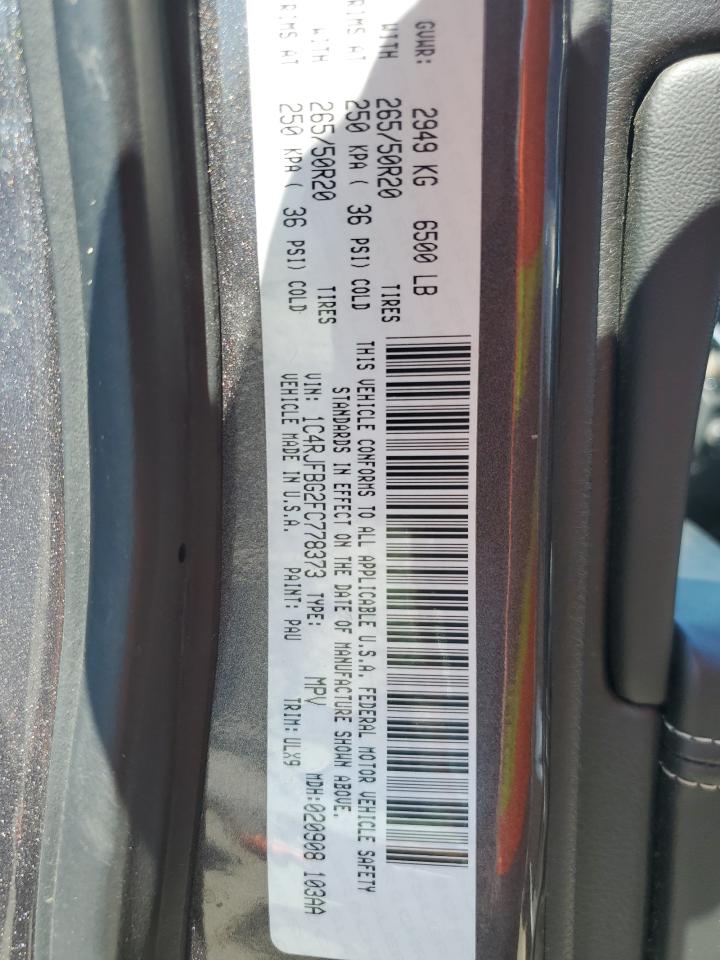 GVWR: 2949 KG 6500 LB
WITH 265/50R20 TIRES
RIMS AT 250 KPA ( 36 PSI) COLD
WITH 265/50R20 TIRES
RIMS AT 250 KPA ( 36 PSI) COLD
THIS VEHICLE CONFORMS TO ALL APPLICABLE U.S.A. FEDERAL MOTOR VEHICLE SAFETY
STANDARDS IN EFFECT ON THE DATE OF MANUFACTURE SHOWN ABOVE.
VIN: 1C4RJFBG2FC778373 TYPE: MPV MDH:020908 103AA
VEHICLE MADE IN U.S.A. PAINT: PAU TRIM: ULX9